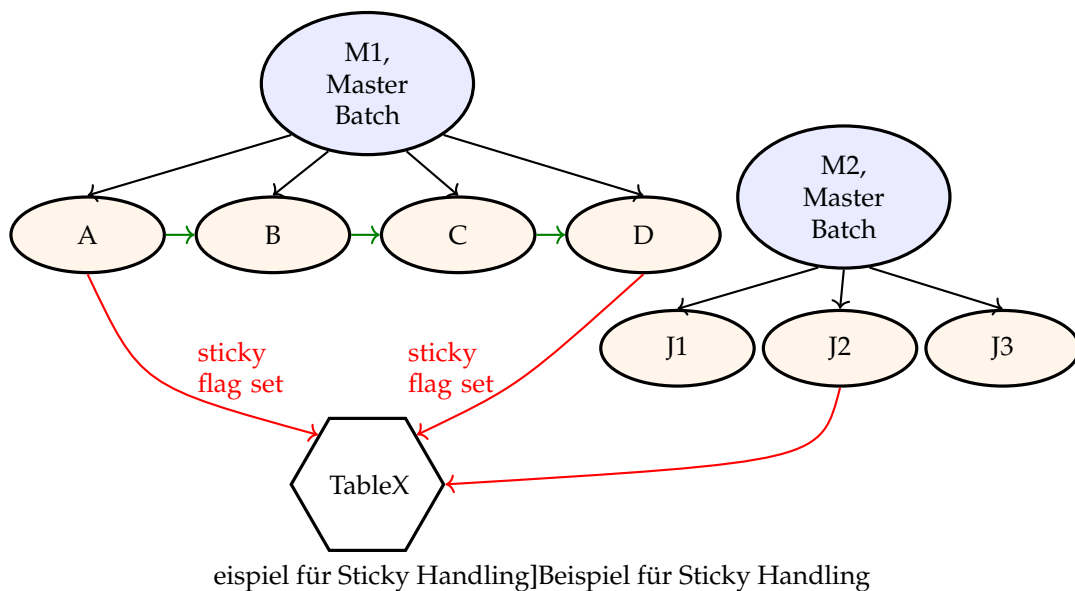 M1,
Master
Batch
M2,
Master
Batch
A
B
C
D
J1
J2
J3
sticky
flag set
sticky
flag set
TableX
eispiel für Sticky Handling]Beispiel für Sticky Handling